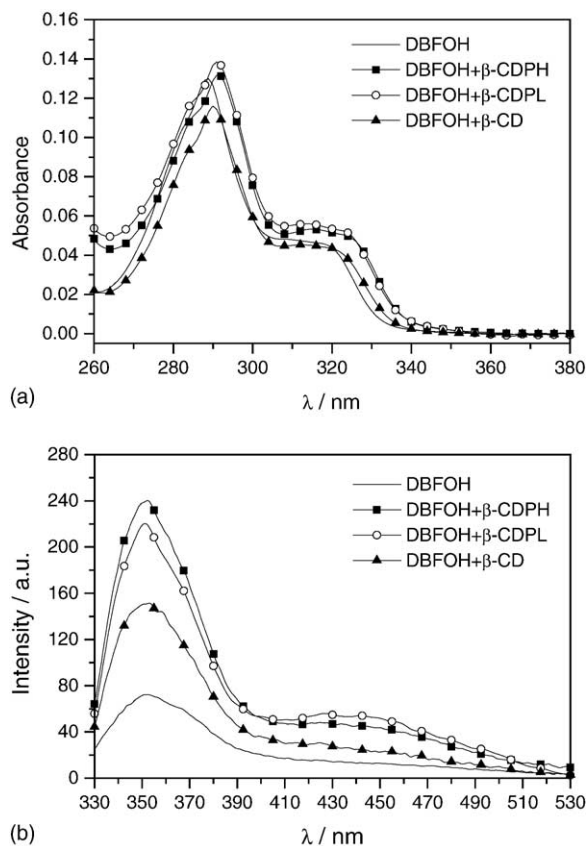 0.16
0.14
0.12
0.10
0.08
0.06
0.04
0.02
0.00
Absorbance
DBFOH
DBFOH+β-CDPH
DBFOH+β-CDPL
DBFOH+β-CD
260 280 300 320 340 360 380
(a)
λ / nm
280
240
200
160
120
80
40
0
Intensity / a.u.
DBFOH
DBFOH+β-CDPH
DBFOH+β-CDPL
DBFOH+β-CD
330 350 370 390 410 430 450 470 490 510 530
(b)
λ / nm